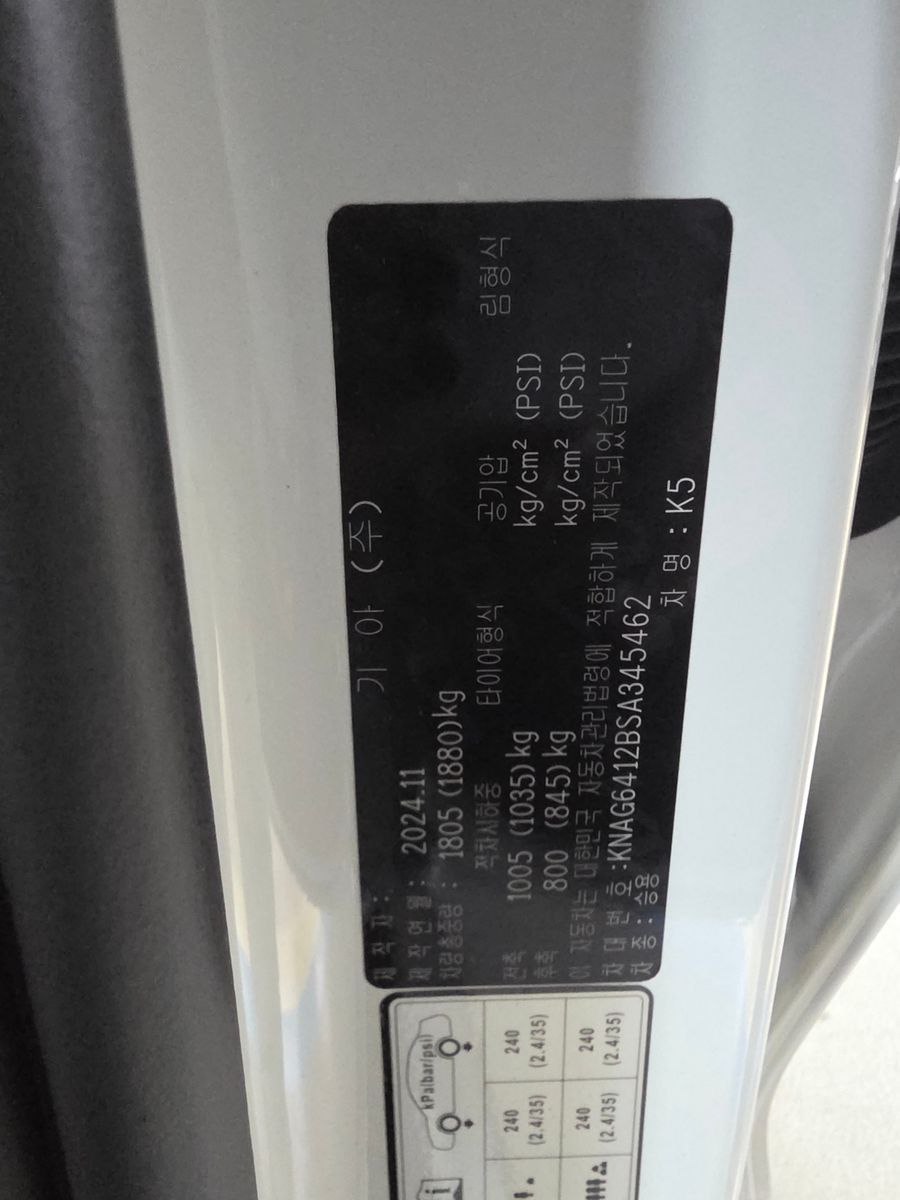 기 아 (주)
제 작 자 :
제 작 연 월 : 2024.11
차량총중량 : 1805 (1880)kg
적차시하중 타이어형식 공기압 림형식
전축 1005 (1035)kg kg/cm² (PSI)
후축 800 (845)kg kg/cm² (PSI)
이 자동차는 대한민국 자동차관리법령에 적합하게 제작되었습니다.
차 대 번 호 :KNAG6412BSA345462
차 종 : 승용 차 명 : K5
kPa(bar/psi)
240 (2.4/35) 240 (2.4/35)
240 (2.4/35) 240 (2.4/35)